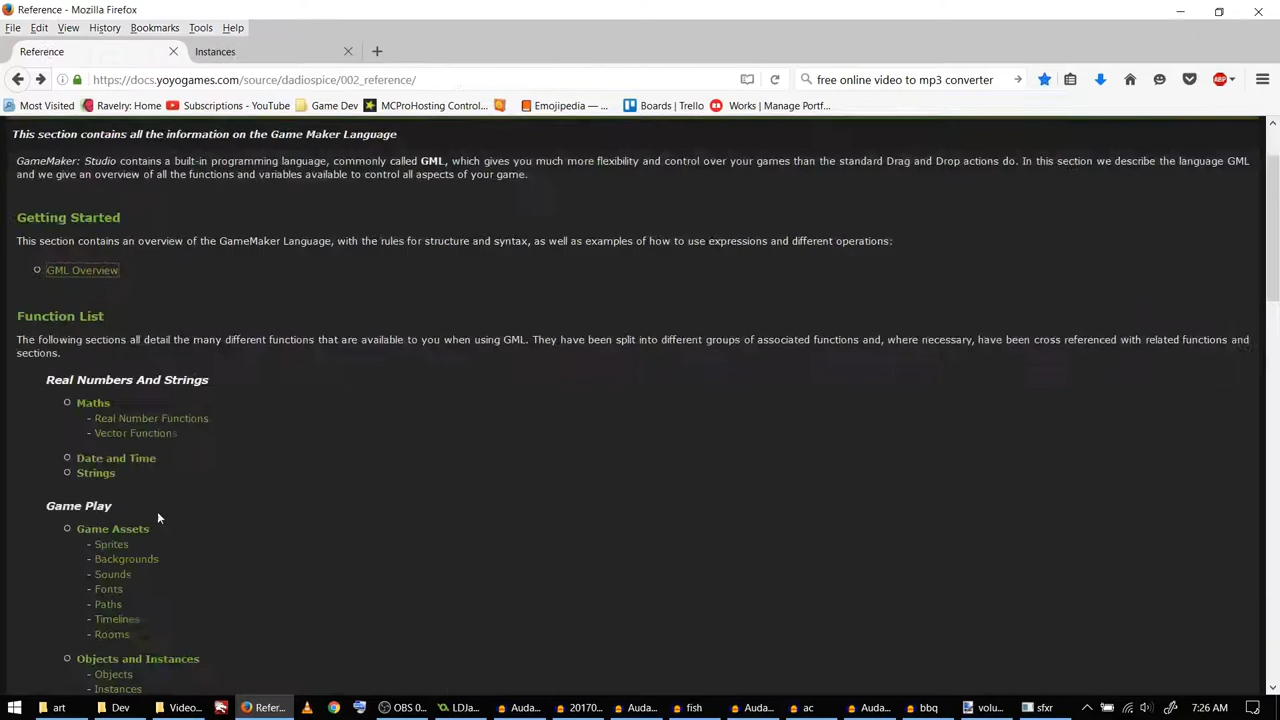 Reference - Mozilla Firefox
File Edit View History Bookmarks Tools Help
Reference Instances
https://docs.yoyogames.com/source/dadiospice/002_reference/ free online video to mp3 converter
Most Visited Ravelry: Home Subscriptions - YouTube Game Dev MCProHosting Control... Emojipedia — ... Boards | Trello Works | Manage Portf...
This section contains all the information on the Game Maker Language
GameMaker: Studio contains a built-in programming language, commonly called GML, which gives you much more flexibility and control over your games than the standard Drag and Drop actions do. In this section we describe the language GML
and we give an overview of all the functions and variables available to control all aspects of your game.
Getting Started
This section contains an overview of the GameMaker Language, with the rules for structure and syntax, as well as examples of how to use expressions and different operations:
GML Overview
Function List
The following sections all detail the many different functions that are available to you when using GML. They have been split into different groups of associated functions and, where necessary, have been cross referenced with related functions and
sections.
Real Numbers And Strings
Maths
- Real Number Functions
- Vector Functions
Date and Time
Strings
Game Play
Game Assets
- Sprites
- Backgrounds
- Sounds
- Fonts
- Paths
- Timelines
- Rooms
Objects and Instances
- Objects
- Instances
art Dev Video... Refer... OBS 0... LDJa... Auda... 20170... Auda... fish Auda... ac Auda... bbq volu... sfxr 7:26 AM